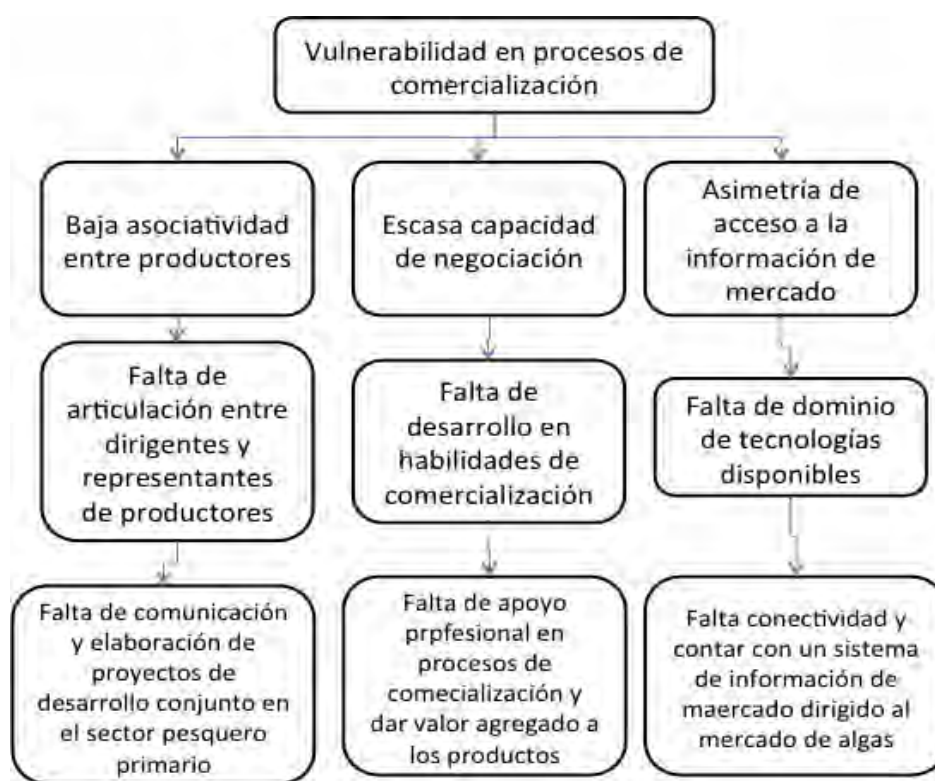 Vulnerabilidad en procesos de
comercialización
Baja asociatividad
entre productores
Escasa capacidad
de negociación
Asimetría de
acceso a la
información de
mercado
Falta de
articulación entre
dirigentes y
representantes
de productores
Falta de
desarrollo en
habilidades de
comercialización
Falta de dominio
de tecnologías
disponibles
Falta de comunicación
y elaboración de
proyectos de
desarrollo conjunto en
el sector pesquero
primario
Falta de apoyo
prpfesional en
procesos de
comecialización y
dar valor agregado a
los productos
Falta conectividad y
contar con un sistema
de información de
maercado dirigido al
mercado de algas